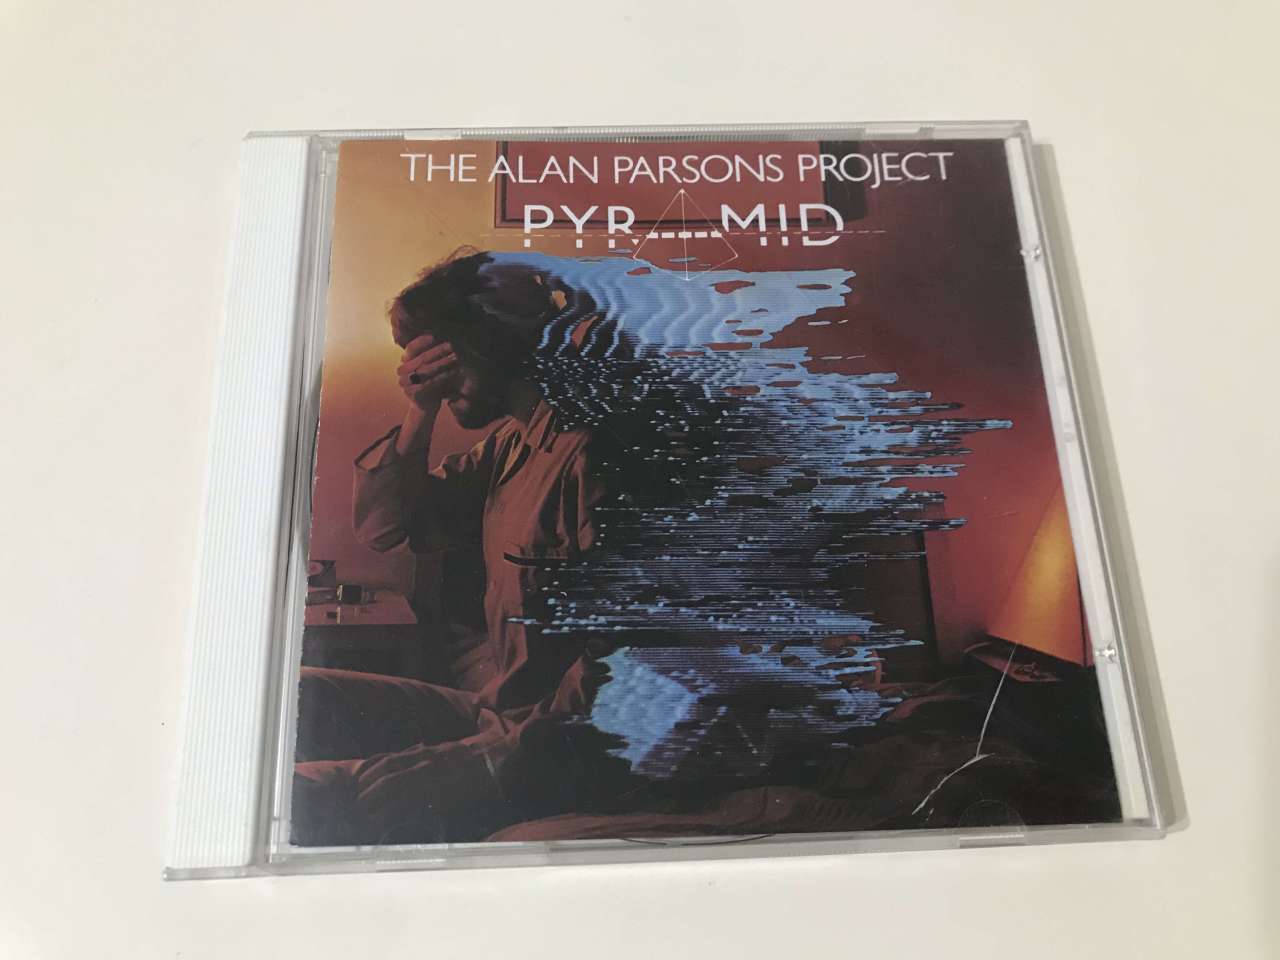 THE ALAN PARSONS PROJECT
PYRAMID